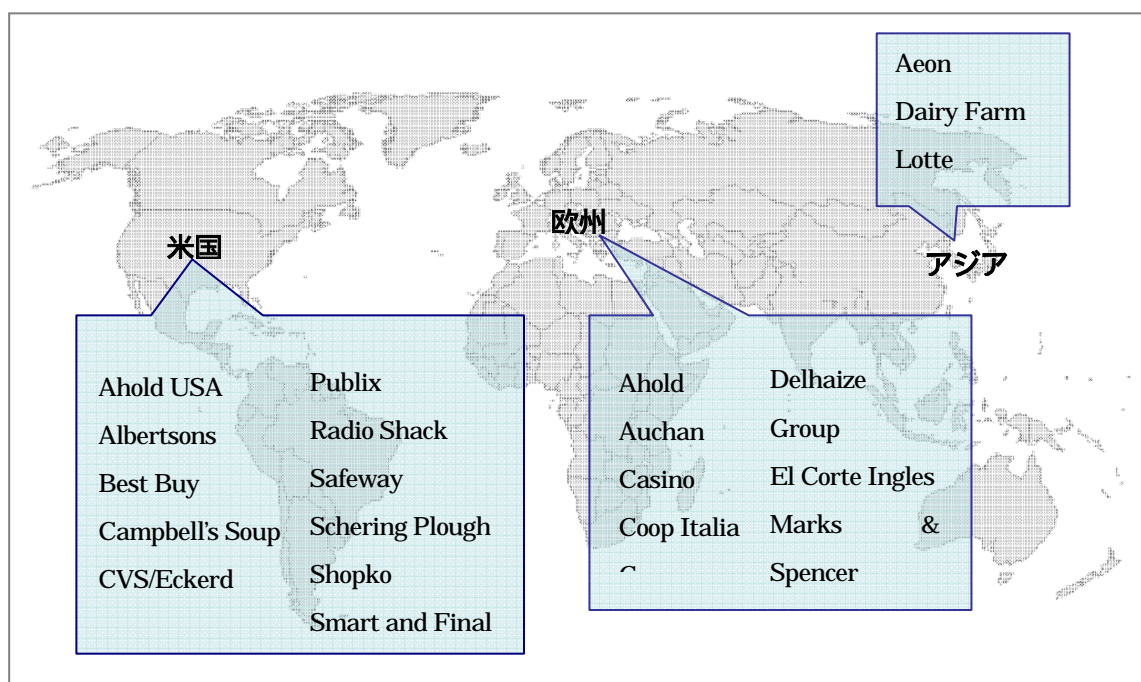 米国
Ahold USA
Albertsons
Best Buy
Campbell's Soup
CVS/Eckerd
Publix
Radio Shack
Safeway
Schering Plough
Shopko
Smart and Final
欧州
Ahold
Auchan
Casino
Coop Italia
Delhaize
Group
El Corte Ingles
Marks &
Spencer
アジア
Aeon
Dairy Farm
Lotte